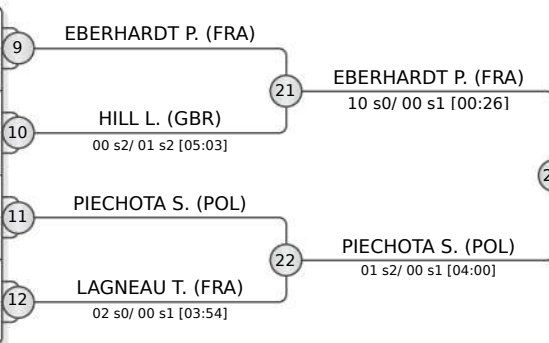 9
EBERHARDT P. (FRA)
21
EBERHARDT P. (FRA)
10 s0/ 00 s1 [00:26]
10
HILL L. (GBR)
00 s2/ 01 s2 [05:03]
11
PIECHOTA S. (POL)
22
PIECHOTA S. (POL)
01 s2/ 00 s1 [04:00]
12
LAGNEAU T. (FRA)
02 s0/ 00 s1 [03:54]